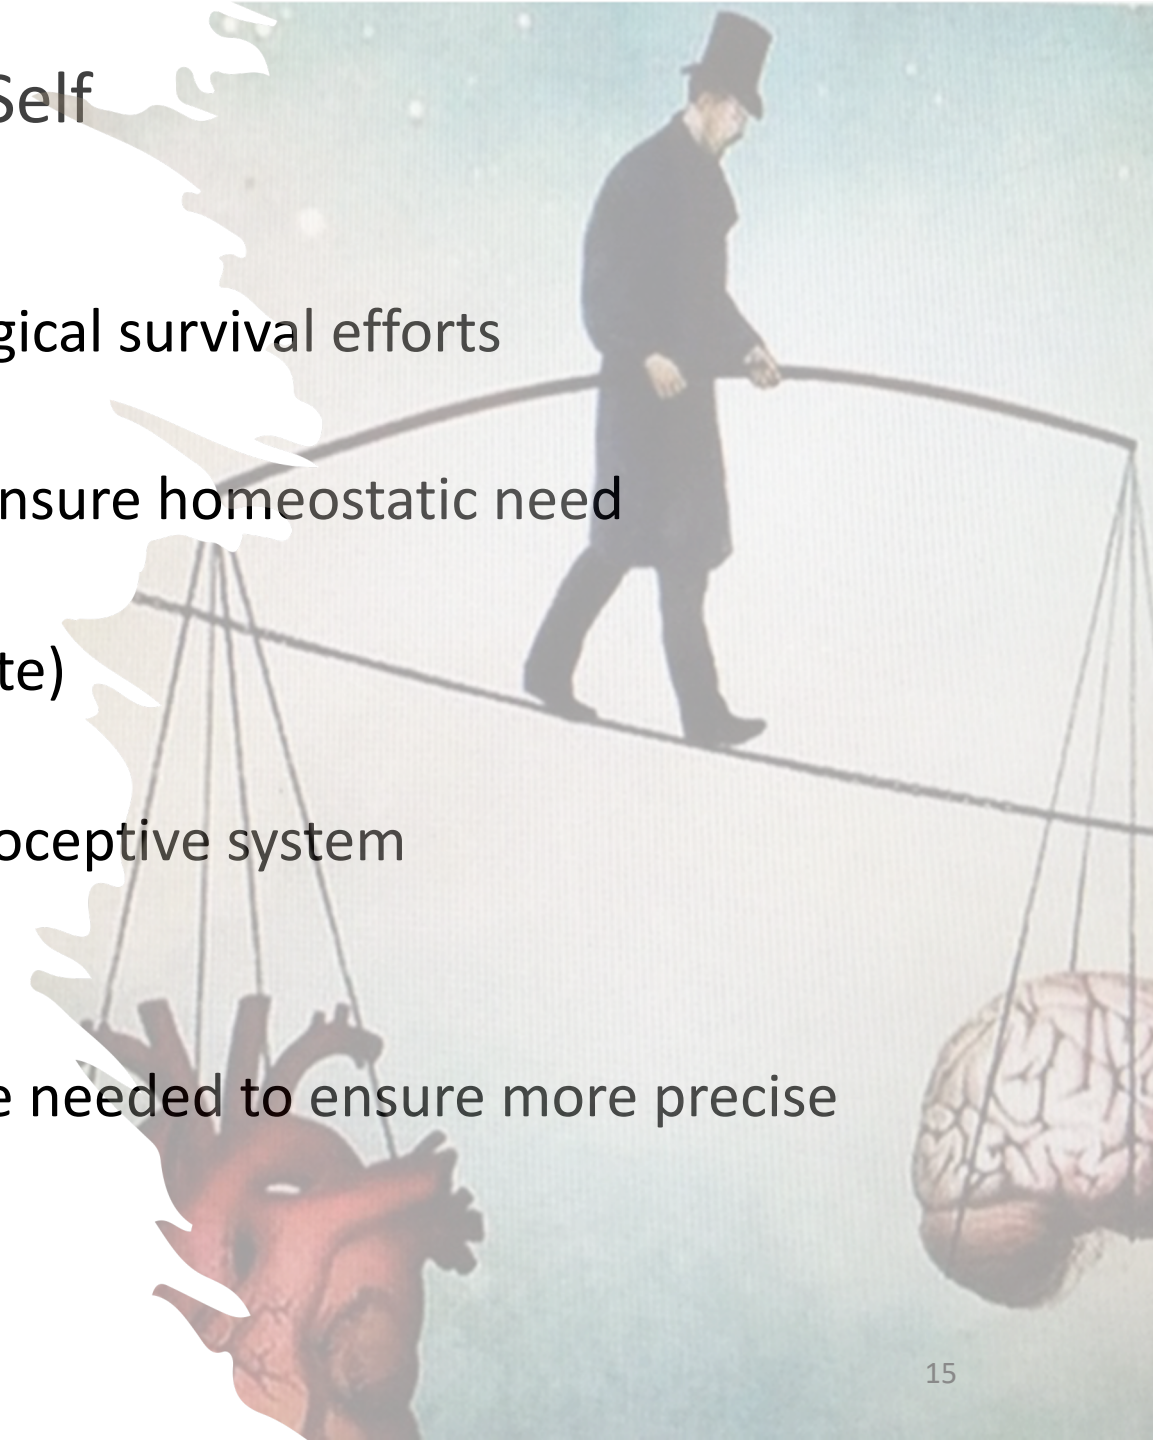 Self
gical survival efforts
nsure homeostatic need
te)
oceptive system
e needed to ensure more precise
15